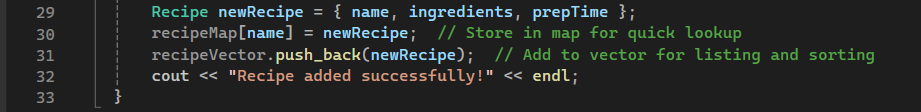 29 Recipe newRecipe = { name, ingredients, prepTime };
30 recipeMap[name] = newRecipe;  // Store in map for quick lookup
31 recipeVector.push_back(newRecipe);  // Add to vector for listing and sorting
32 cout << "Recipe added successfully!" << endl;
33 }